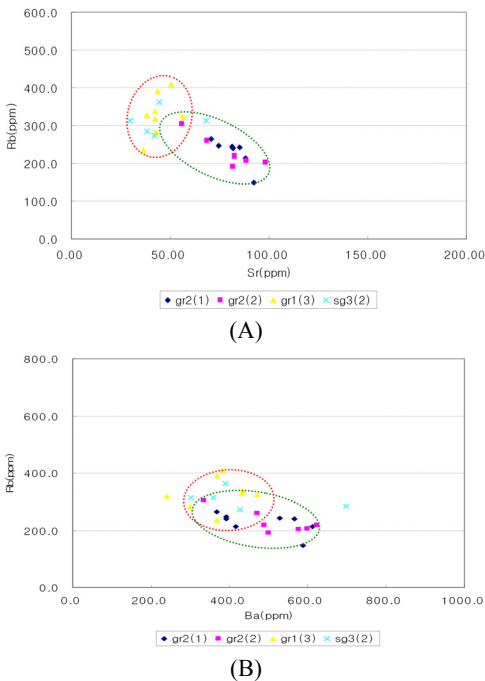 600.0
500.0
400.0
300.0
200.0
100.0
0.0
Rb(ppm)
0.00 50.00 100.00 150.00 200.00
Sr(ppm)
gr2(1) gr2(2) gr1(3) sg3(2)
(A)
800.0
600.0
400.0
200.0
0.0
Rb(ppm)
0.0 200.0 400.0 600.0 800.0 1000.0
Ba(ppm)
gr2(1) gr2(2) gr1(3) sg3(2)
(B)